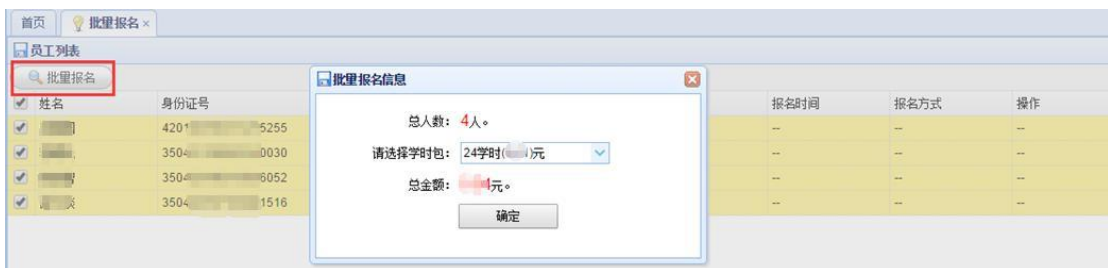 首页 批量报名 ×
员工列表
批量报名
姓名 身份证号 报名时间 报名方式 操作
4201 5255 -- -- --
3504 0030 -- -- --
3504 6052 -- -- --
3504 1516 -- -- --
批量报名信息
总人数: 4人。
请选择学时包: 24学时( )元
总金额: 元。
确定